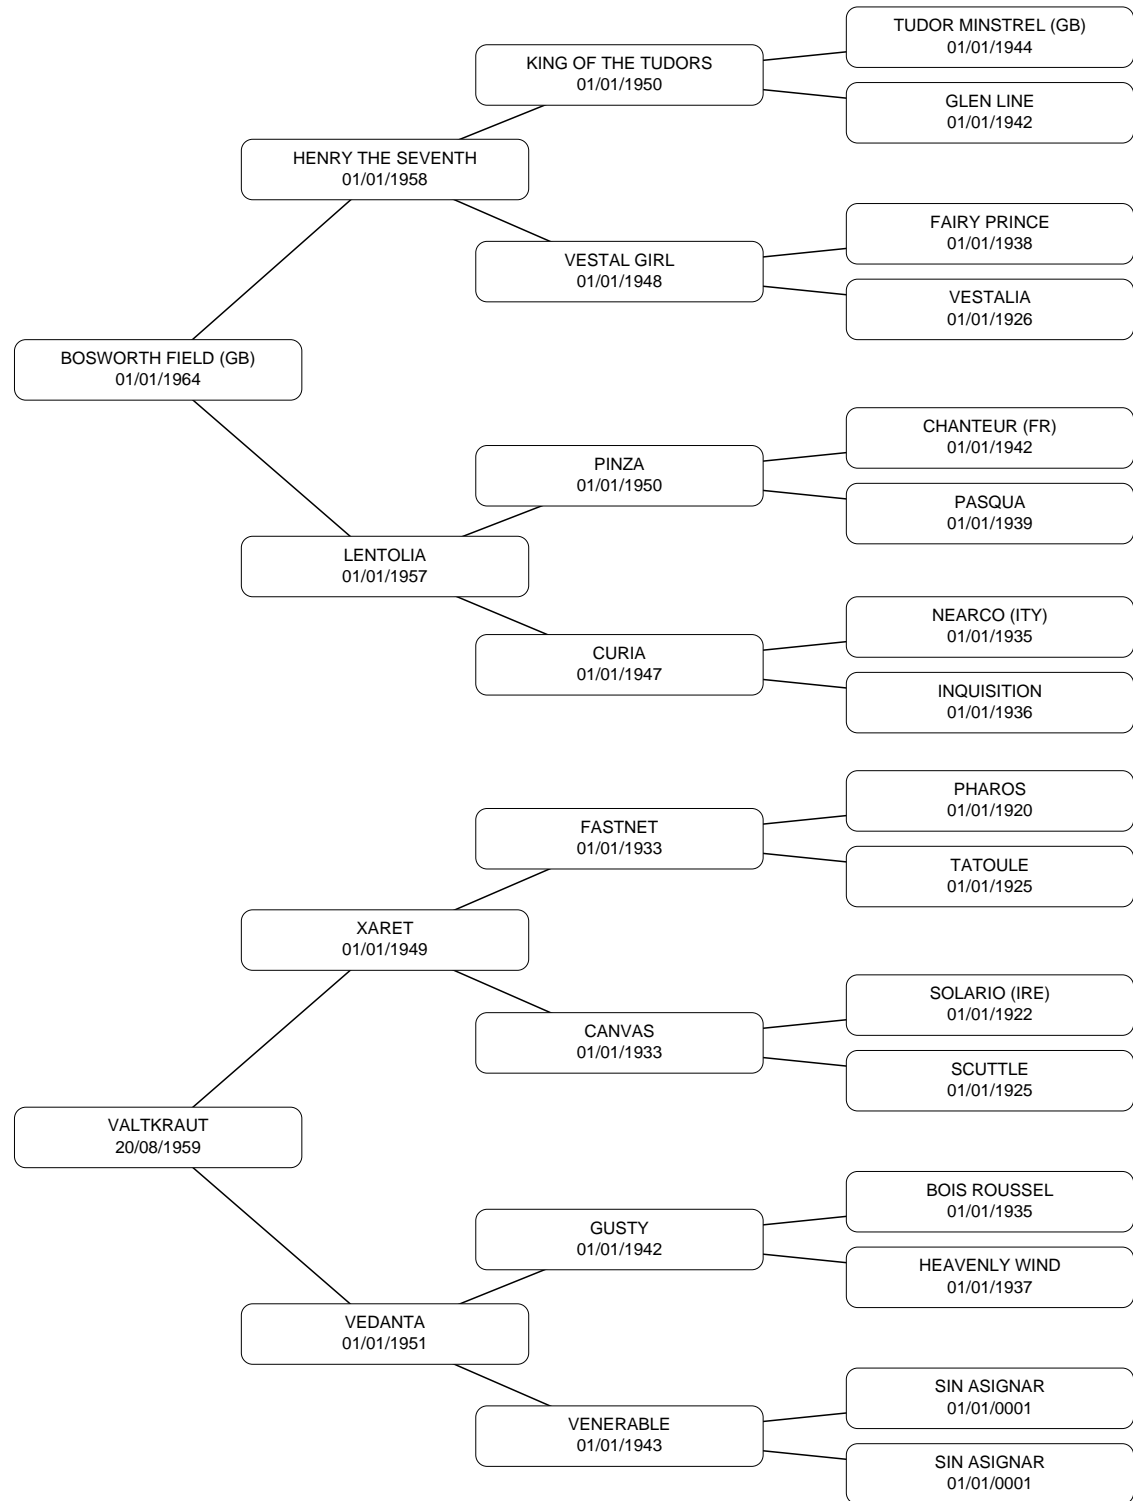 TUDOR MINSTREL (GB)
01/01/1944
KING OF THE TUDORS
01/01/1950
GLEN LINE
01/01/1942
HENRY THE SEVENTH
01/01/1958
FAIRY PRINCE
01/01/1938
VESTAL GIRL
01/01/1948
VESTALIA
01/01/1926
BOSWORTH FIELD (GB)
01/01/1964
CHANTEUR (FR)
01/01/1942
PINZA
01/01/1950
PASQUA
01/01/1939
LENTOLIA
01/01/1957
NEARCO (ITY)
01/01/1935
CURIA
01/01/1947
INQUISITION
01/01/1936
PHAROS
01/01/1920
FASTNET
01/01/1933
TATOULE
01/01/1925
XARET
01/01/1949
SOLARIO (IRE)
01/01/1922
CANVAS
01/01/1933
SCUTTLE
01/01/1925
VALTKRAUT
20/08/1959
BOIS ROUSSEL
01/01/1935
GUSTY
01/01/1942
HEAVENLY WIND
01/01/1937
VEDANTA
01/01/1951
SIN ASIGNAR
01/01/0001
VENERABLE
01/01/1943
SIN ASIGNAR
01/01/0001